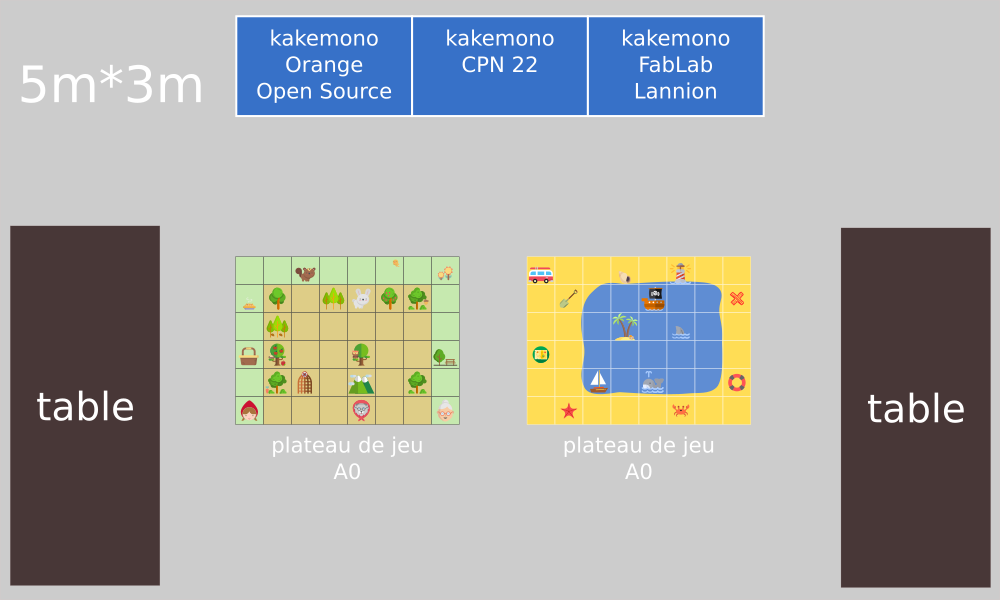 5m*3m
kakemono
Orange
Open Source
kakemono
CPN 22
kakemono
FabLab
Lannion
table
plateau de jeu
A0
plateau de jeu
A0
table